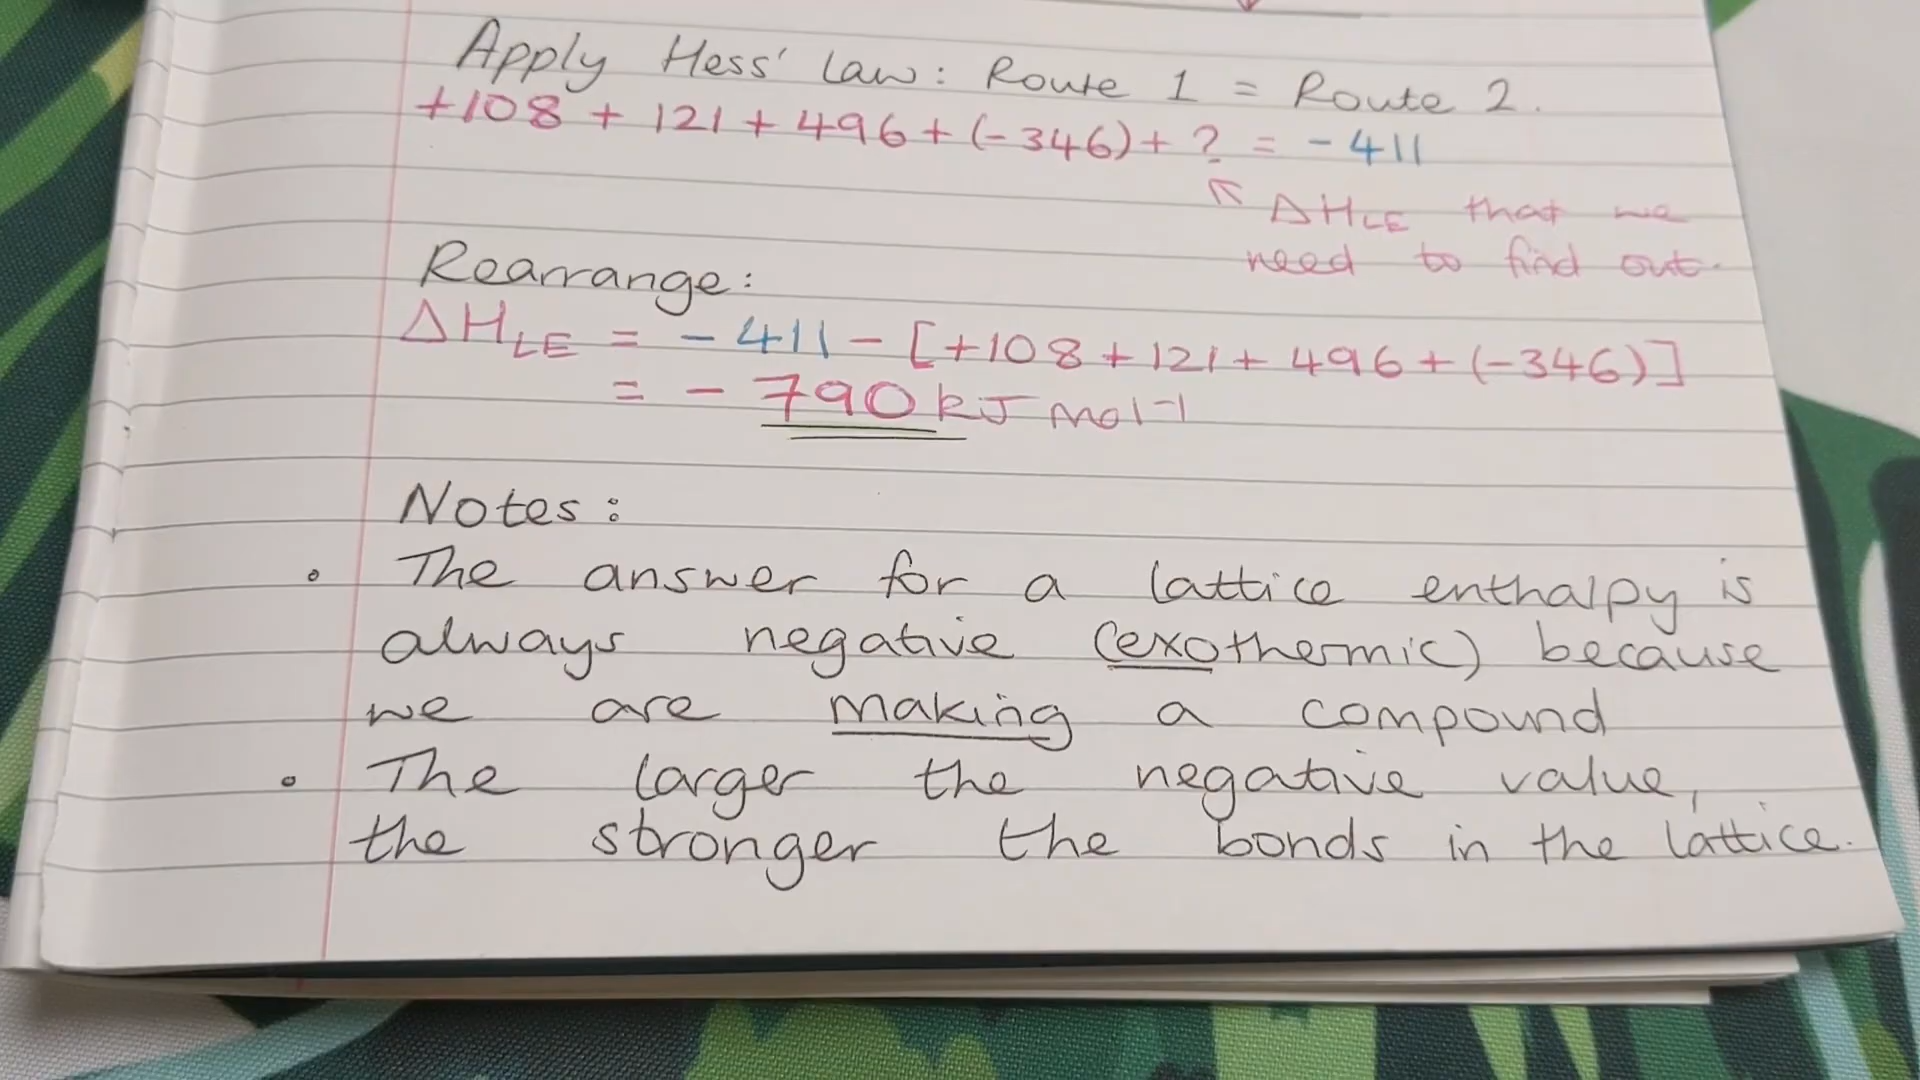 Apply Hess' Law: Route 1 = Route 2.
+108 + 121 + 496 + (-346) + ? = -411
↖ ΔHLE that we
need to find out.
Rearrange:
ΔHLE = -411 - [+108 + 121 + 496 + (-346)]
= -790 kJ mol-1
Notes:
• The answer for a lattice enthalpy is
always negative (exothermic) because
we are making a compound
• The larger the negative value,
the stronger the bonds in the lattice.